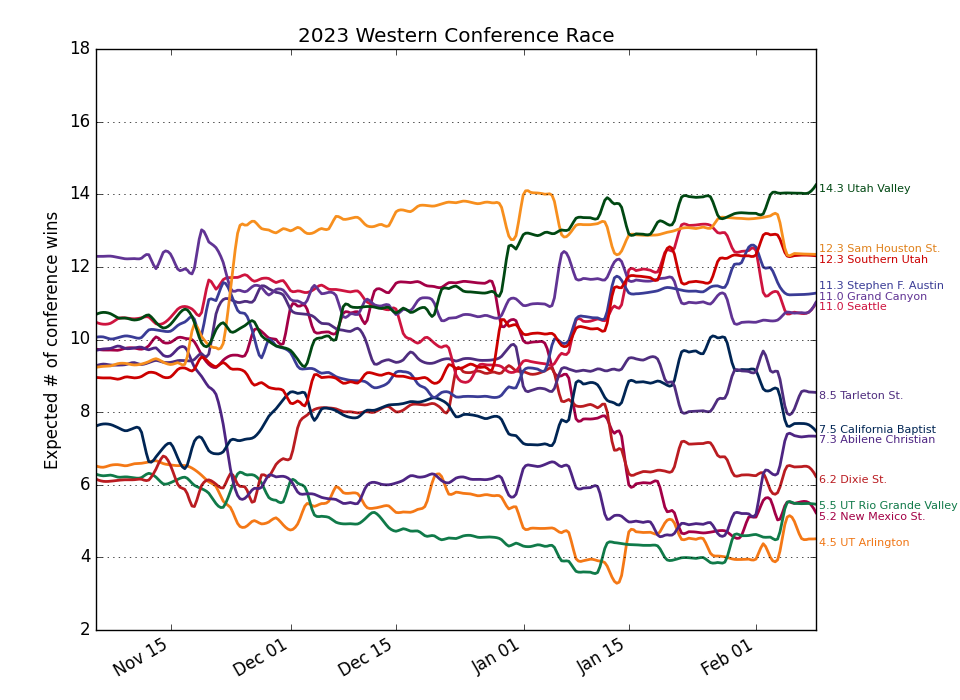 2023 Western Conference Race
Expected # of conference wins
18
16
14
12
10
8
6
4
2
Nov 15
Dec 01
Dec 15
Jan 01
Jan 15
Feb 01
14.3 Utah Valley
12.3 Sam Houston St.
12.3 Southern Utah
11.3 Stephen F. Austin
11.0 Grand Canyon
11.0 Seattle
8.5 Tarleton St.
7.5 California Baptist
7.3 Abilene Christian
6.2 Dixie St.
5.5 UT Rio Grande Valley
5.2 New Mexico St.
4.5 UT Arlington